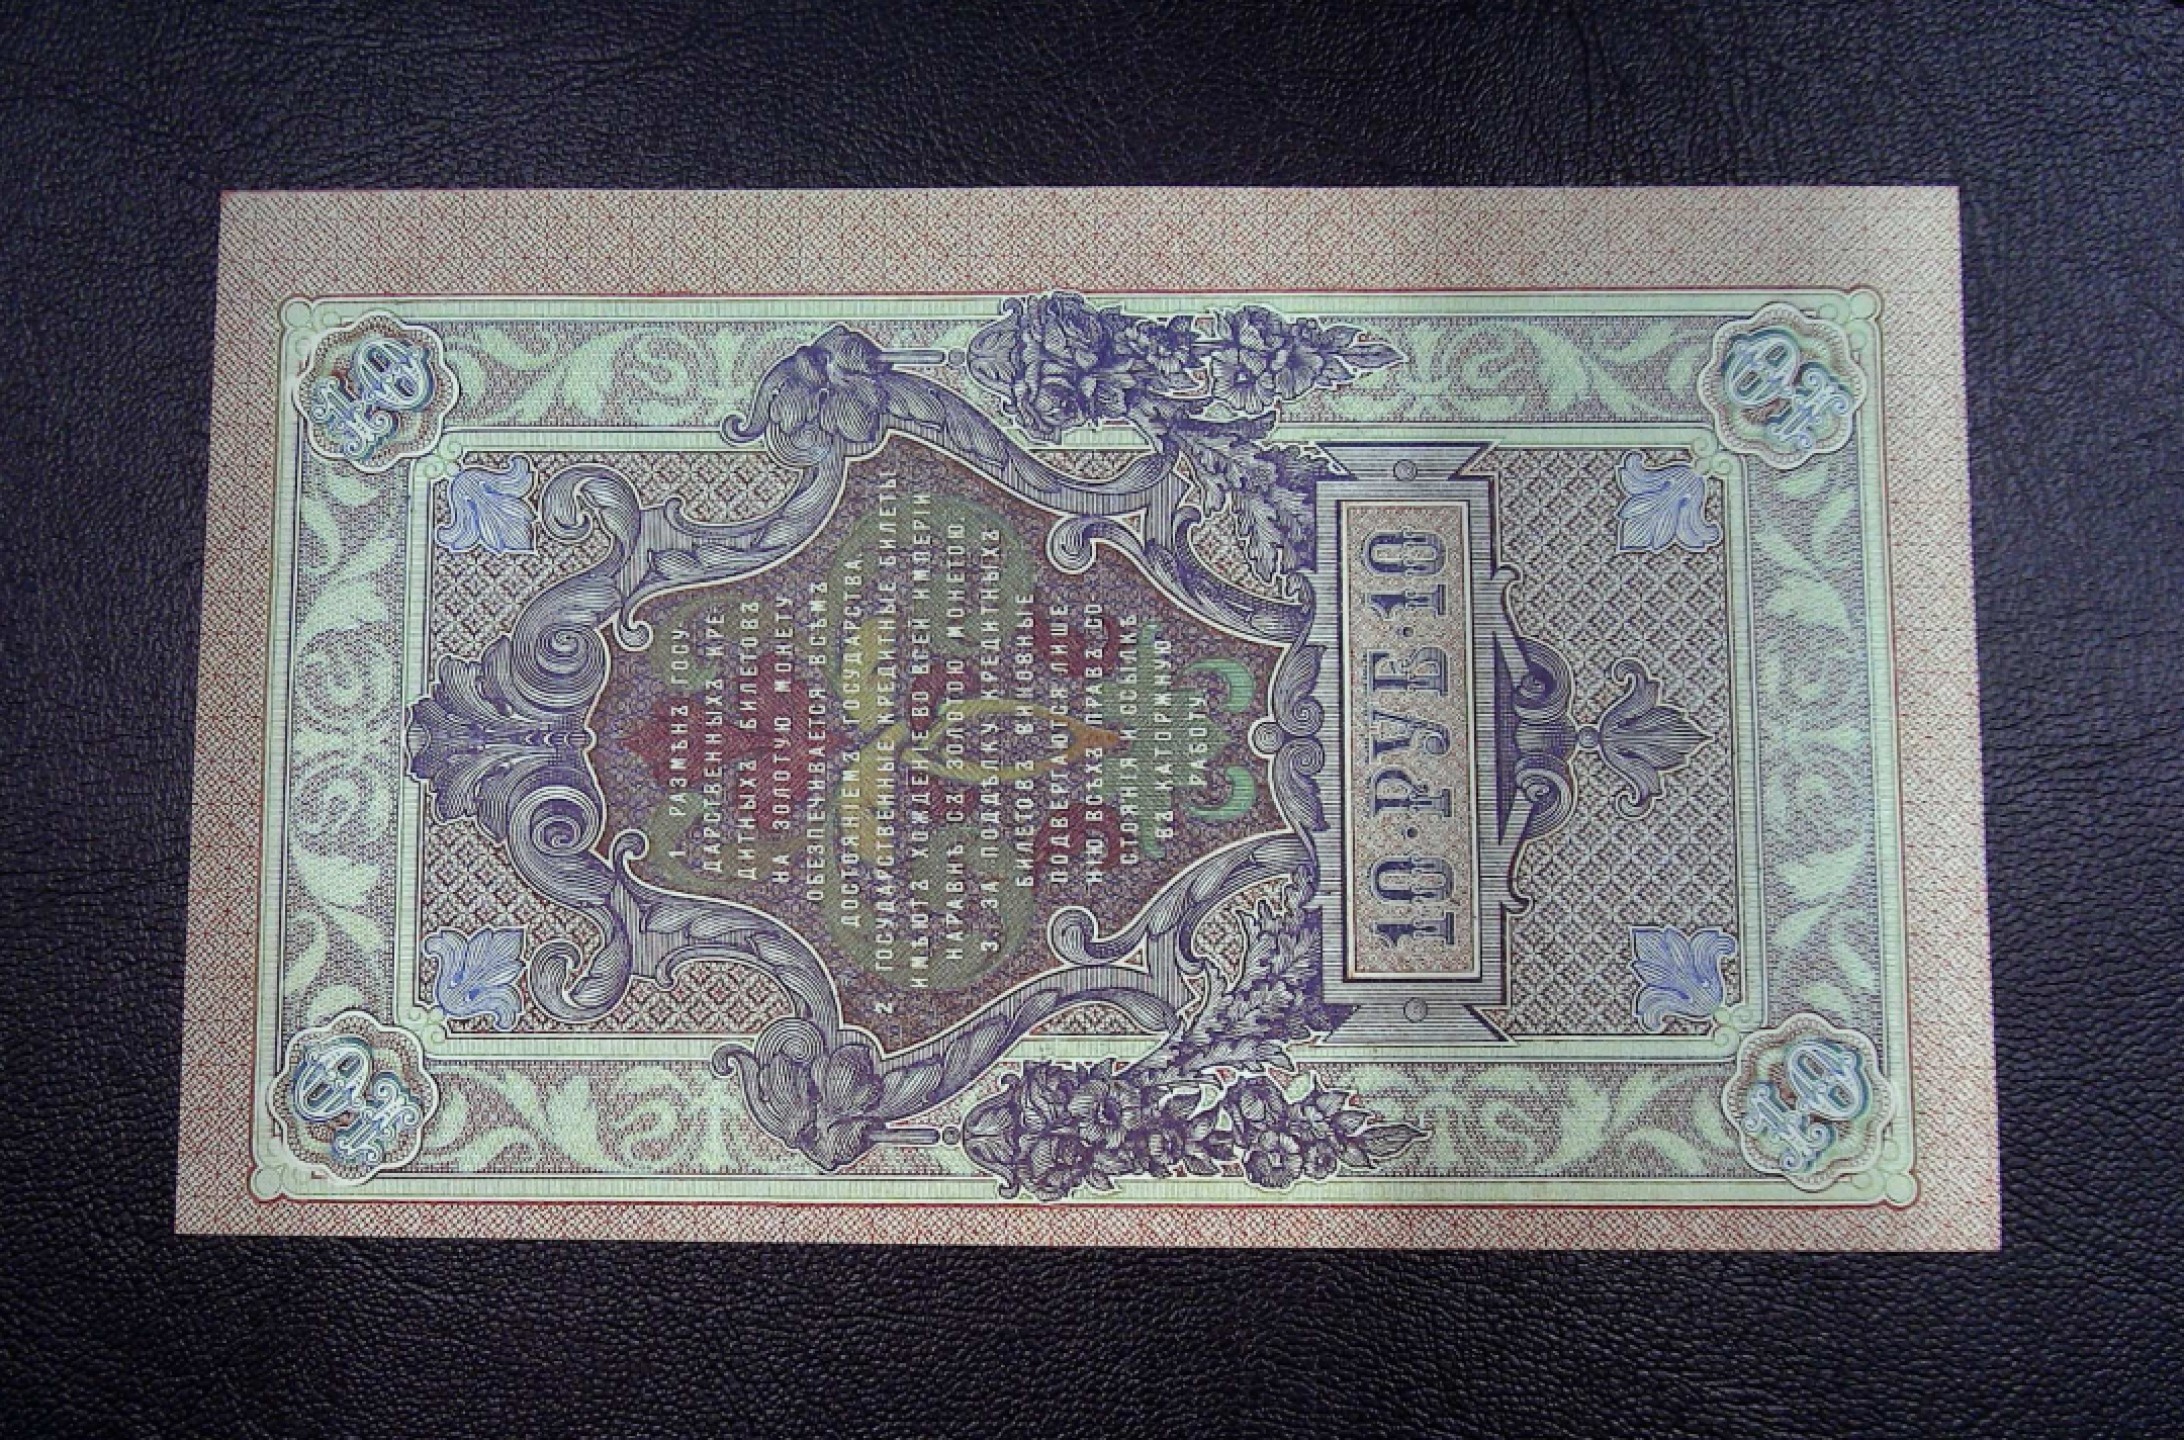 1. РАЗМѢНЪ ГОСУ-
ДАРСТВЕННЫХЪ КРЕ-
ДИТНЫХЪ БИЛЕТОВЪ
НА ЗОЛОТУЮ МОНЕТУ
ОБЕЗПЕЧИВАЕТСЯ ВСѢМЪ
ДОСТОЯНІЕМЪ ГОСУДАРСТВА.
2. ГОСУДАРСТВЕННЫЕ КРЕДИТНЫЕ БИЛЕТЫ
ИМѢЮТЪ ХОЖДЕНІЕ ВО ВСЕЙ ИМПЕРІИ
НАРАВНѢ СЪ ЗОЛОТОЮ МОНЕТОЮ.
3. ЗА ПОДДѢЛКУ КРЕДИТНЫХЪ
БИЛЕТОВЪ ВИНОВНЫЕ
ПОДВЕРГАЮТСЯ ЛИШЕ-
НІЮ ВСѢХЪ ПРАВЪ СО-
СТОЯНІЯ И ССЫЛКѢ
ВЪ КАТОРЖНУЮ
РАБОТУ.
10·РУБ·10
10
10
10
10